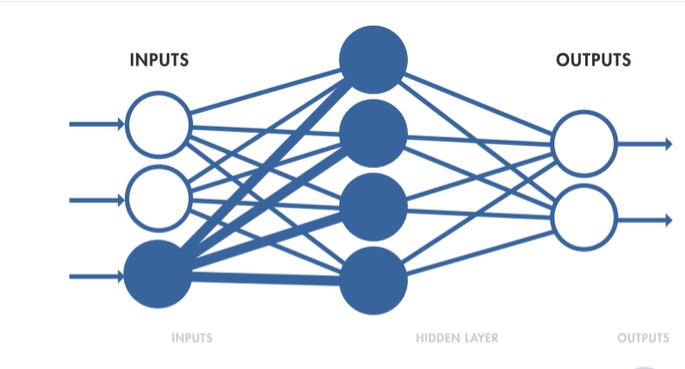 INPUTS
OUTPUTS
INPUTS
HIDDEN LAYER
OUTPUTS